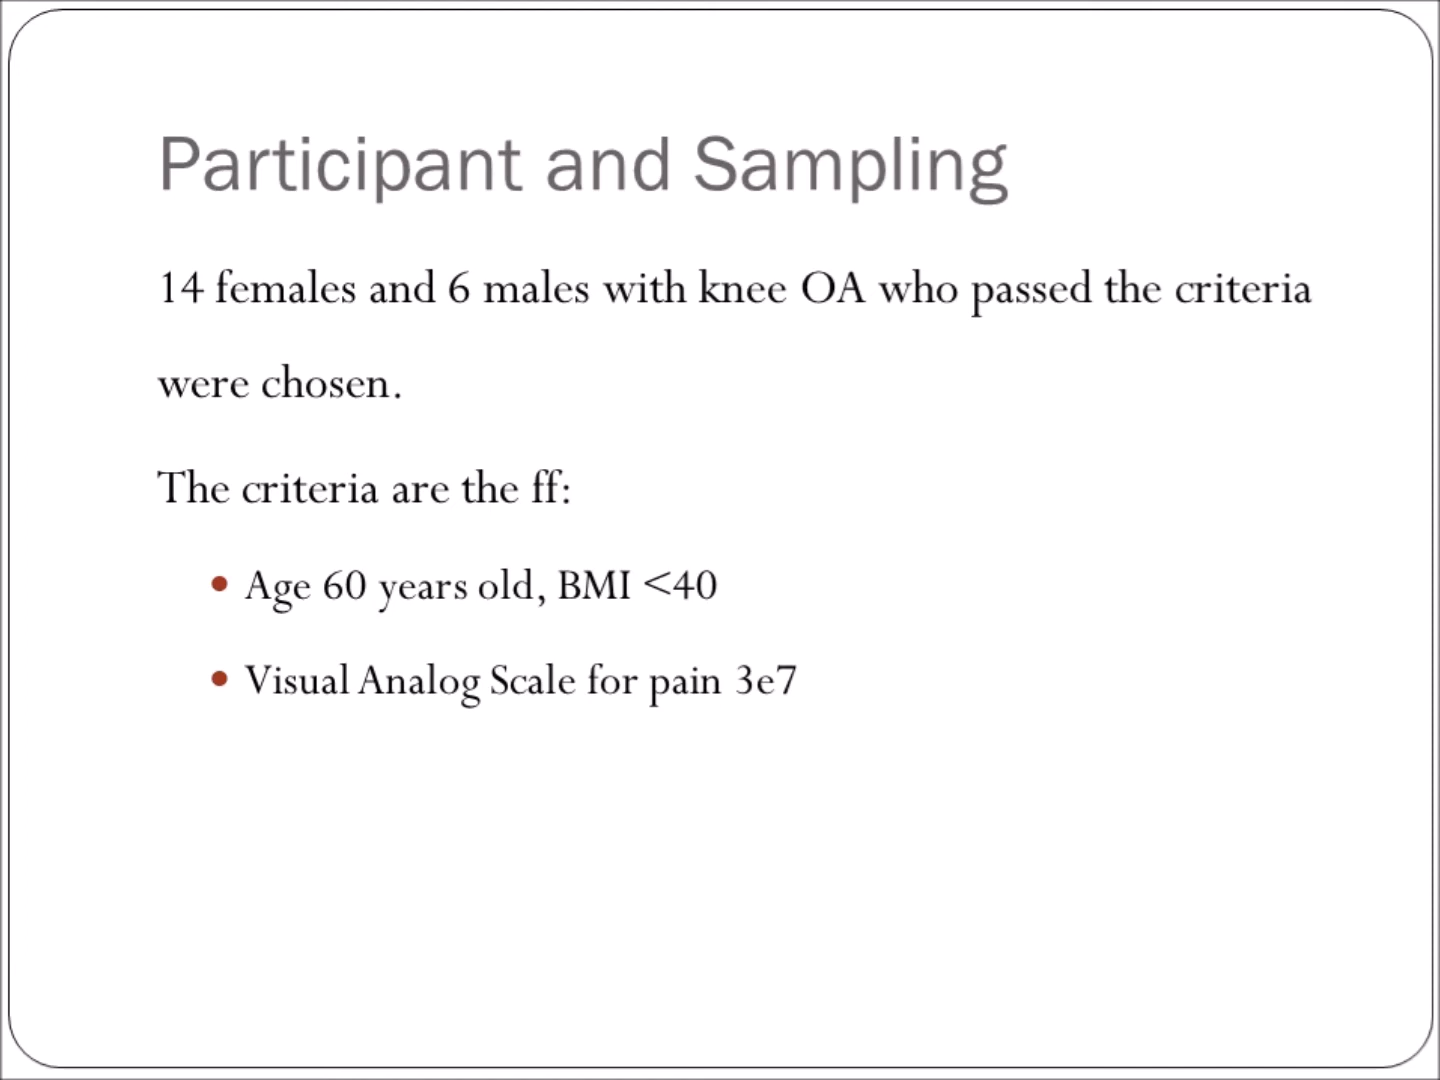 Participant and Sampling
14 females and 6 males with knee OA who passed the criteria
were chosen.
The criteria are the ff:
• Age 60 years old, BMI <40
• Visual Analog Scale for pain 3e7